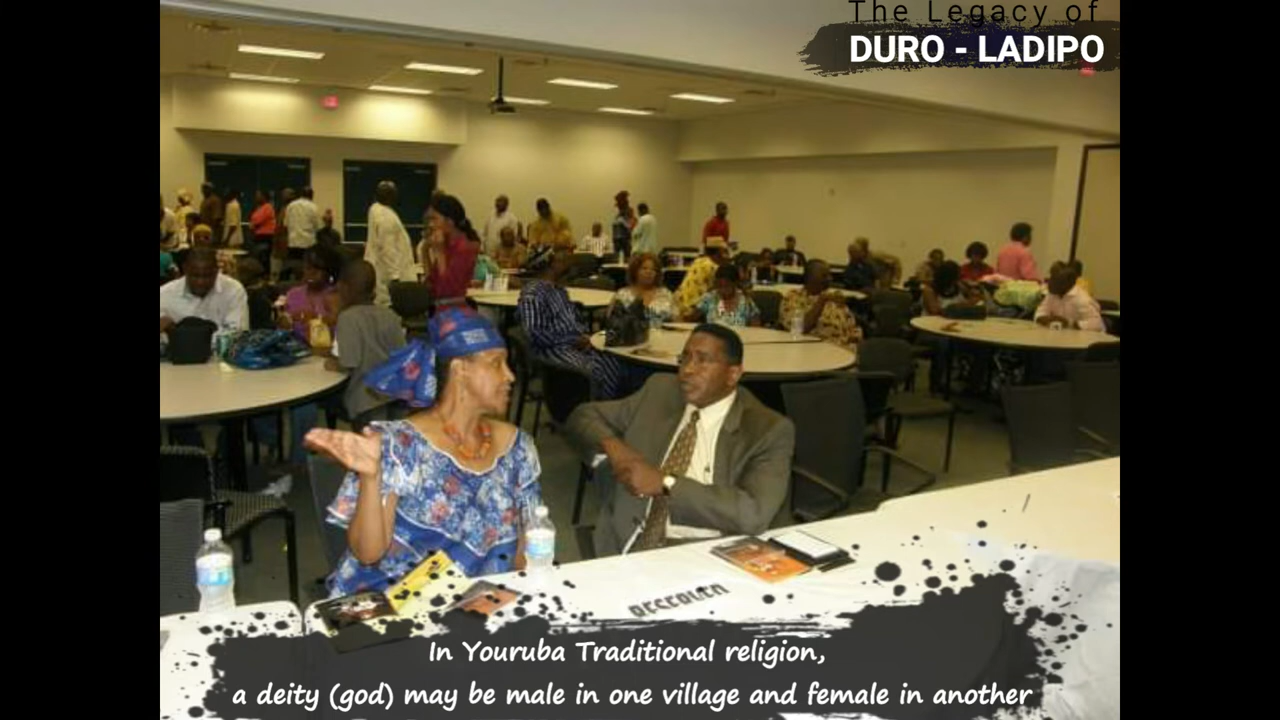 The Legacy of
DURO - LADIPO
RESERVED
In Youruba Traditional religion,
a deity (god) may be male in one village and female in another